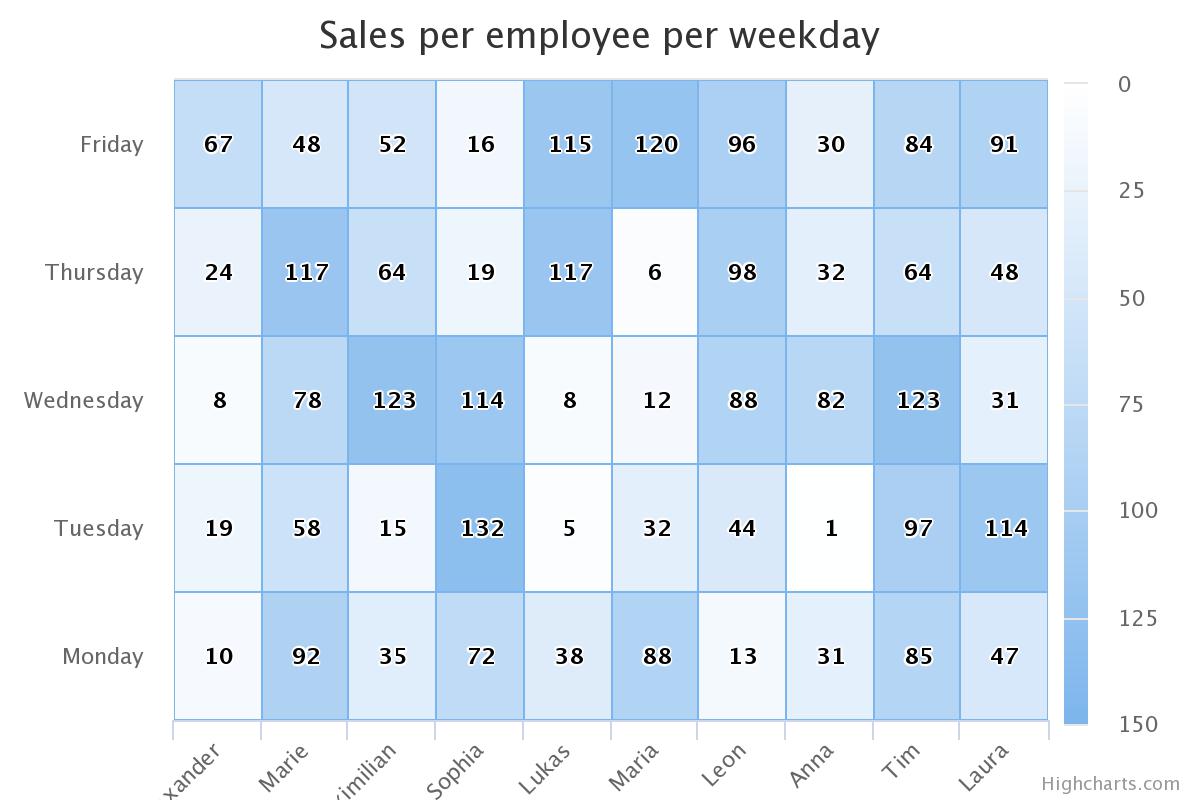 Sales per employee per weekday
Friday 67 48 52 16 115 120 96 30 84 91
Thursday 24 117 64 19 117 6 98 32 64 48
Wednesday 8 78 123 114 8 12 88 82 123 31
Tuesday 19 58 15 132 5 32 44 1 97 114
Monday 10 92 35 72 38 88 13 31 85 47
xander Marie ximilian Sophia Lukas Maria Leon Anna Tim Laura
0
25
50
75
100
125
150
Highcharts.com